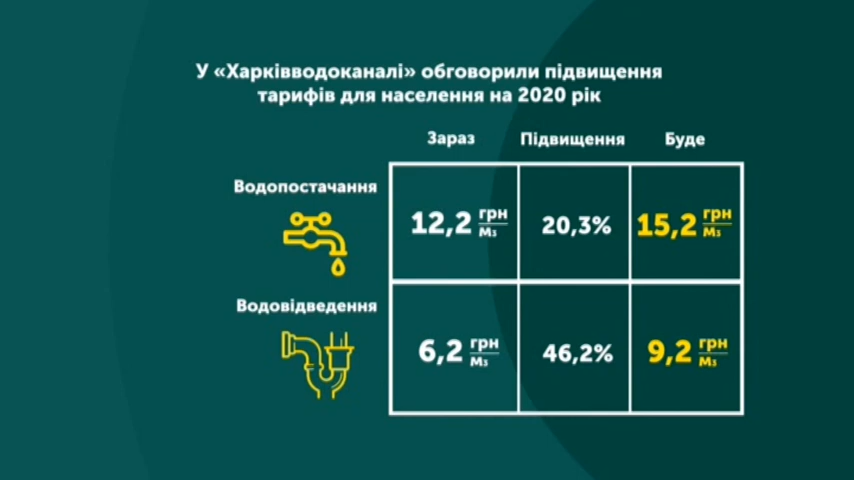 У «Харківводоканалі» обговорили підвищення
тарифів для населення на 2020 рік
Зараз Підвищення Буде
Водопостачання
12,2 грн/м3 20,3% 15,2 грн/м3
Водовідведення
6,2 грн/м3 46,2% 9,2 грн/м3